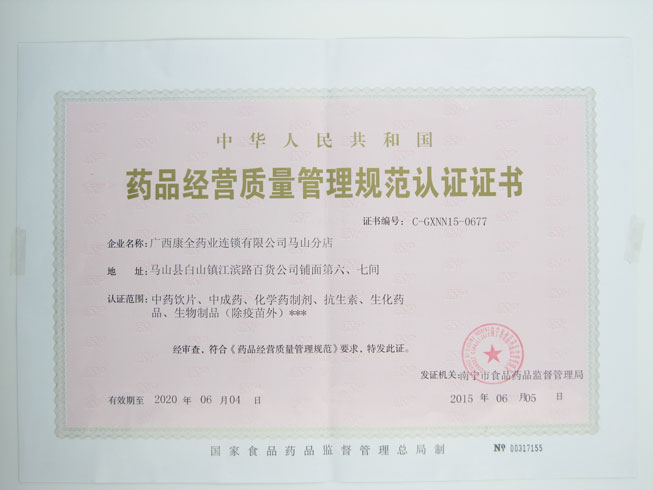 中华人民共和国
药品经营质量管理规范认证证书
证书编号: C-GXNN15-0677
企业名称: 广西康全药业连锁有限公司马山分店
地 址: 马山县白山镇江滨路百货公司铺面第六、七间
认证范围: 中药饮片、中成药、化学药制剂、抗生素、生化药
品、生物制品（除疫苗外）***
经审查、符合《药品经营质量管理规范》要求，特发此证。
发证机关: 南宁市食品药品监督管理局
有效期至 2020 年 06 月 04 日
2015 年 06 月 05 日
国家食品药品监督管理总局制
№ 00317155